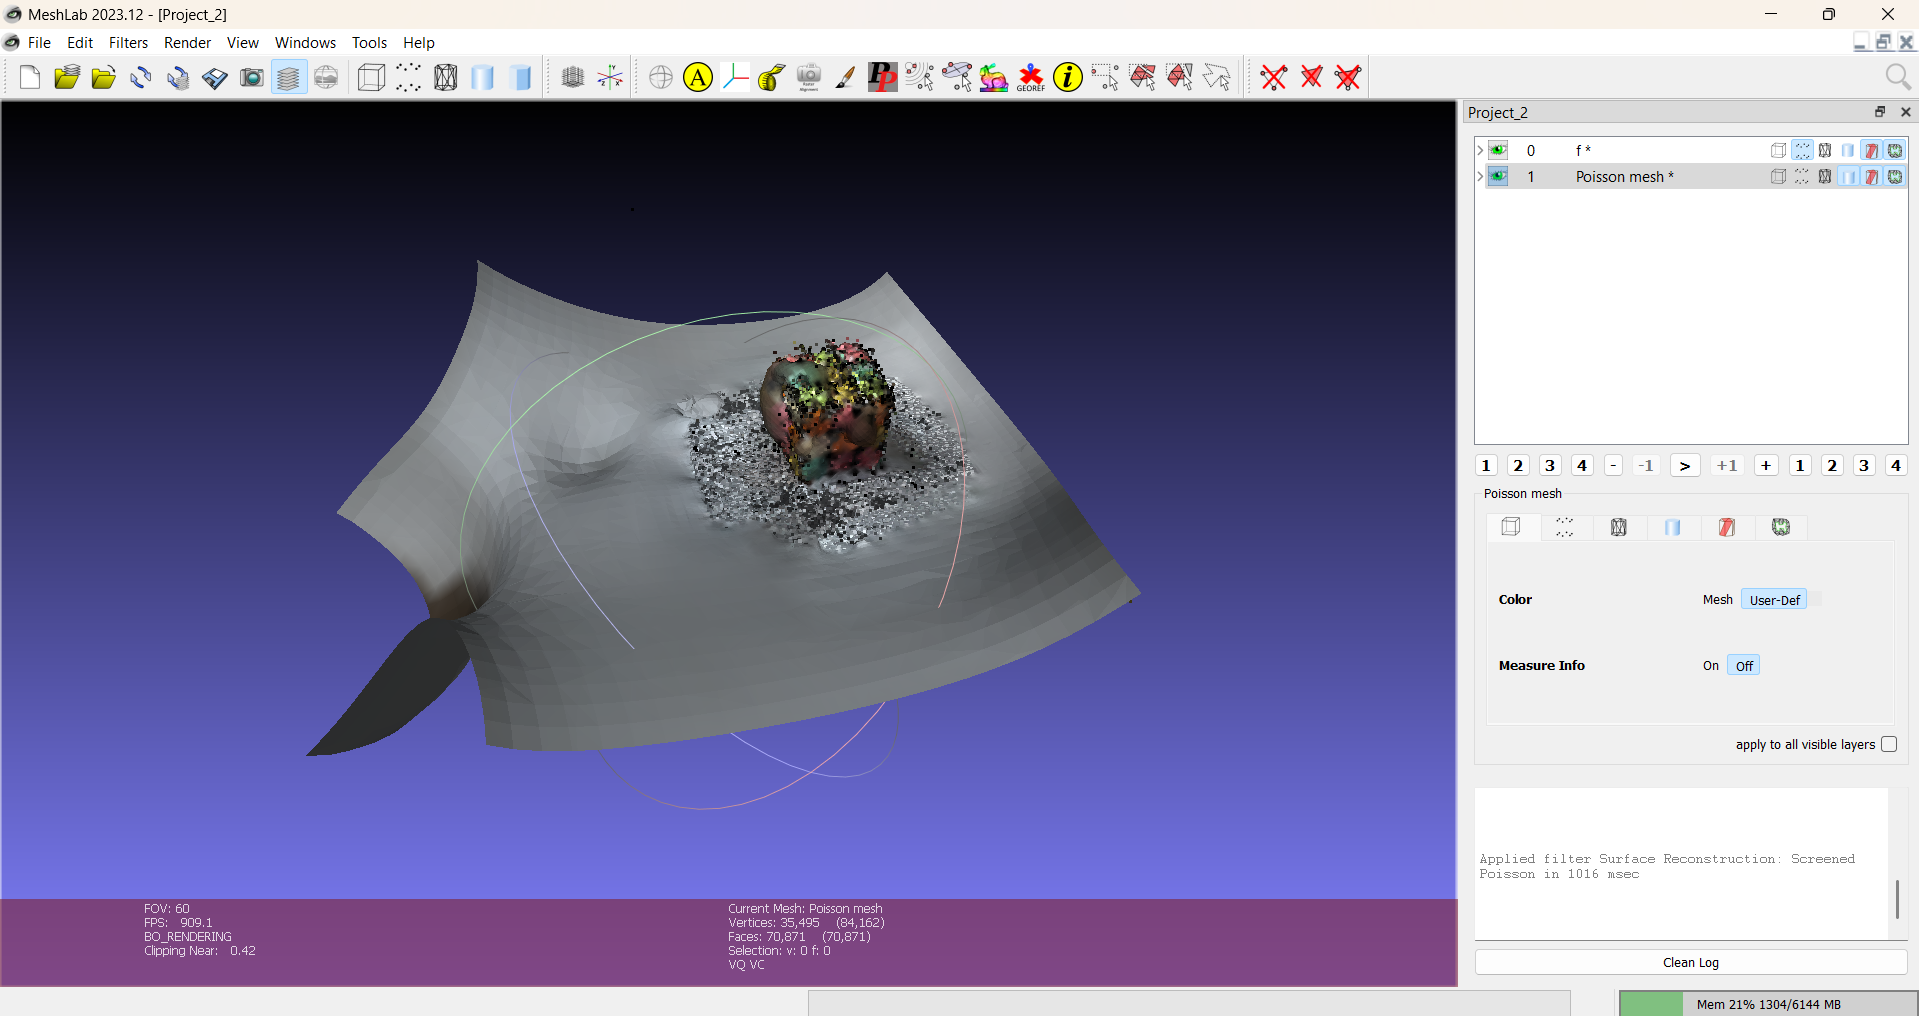 MeshLab 2023.12 - [Project_2]
File Edit Filters Render View Windows Tools Help
A PP GEOREF i
Project_2
0 f *
1 Poisson mesh *
1 2 3 4 - -1 > +1 + 1 2 3 4
Poisson mesh
Color Mesh User-Def
Measure Info On Off
apply to all visible layers
Applied filter Surface Reconstruction: Screened
Poisson in 1016 msec
Clean Log
FOV: 60
FPS: 909.1
BO_RENDERING
Clipping Near: 0.42
Current Mesh: Poisson mesh
Vertices: 35,495 (84,162)
Faces: 70,871 (70,871)
Selection: v: 0 f: 0
VQ VC
Mem 21% 1304/6144 MB